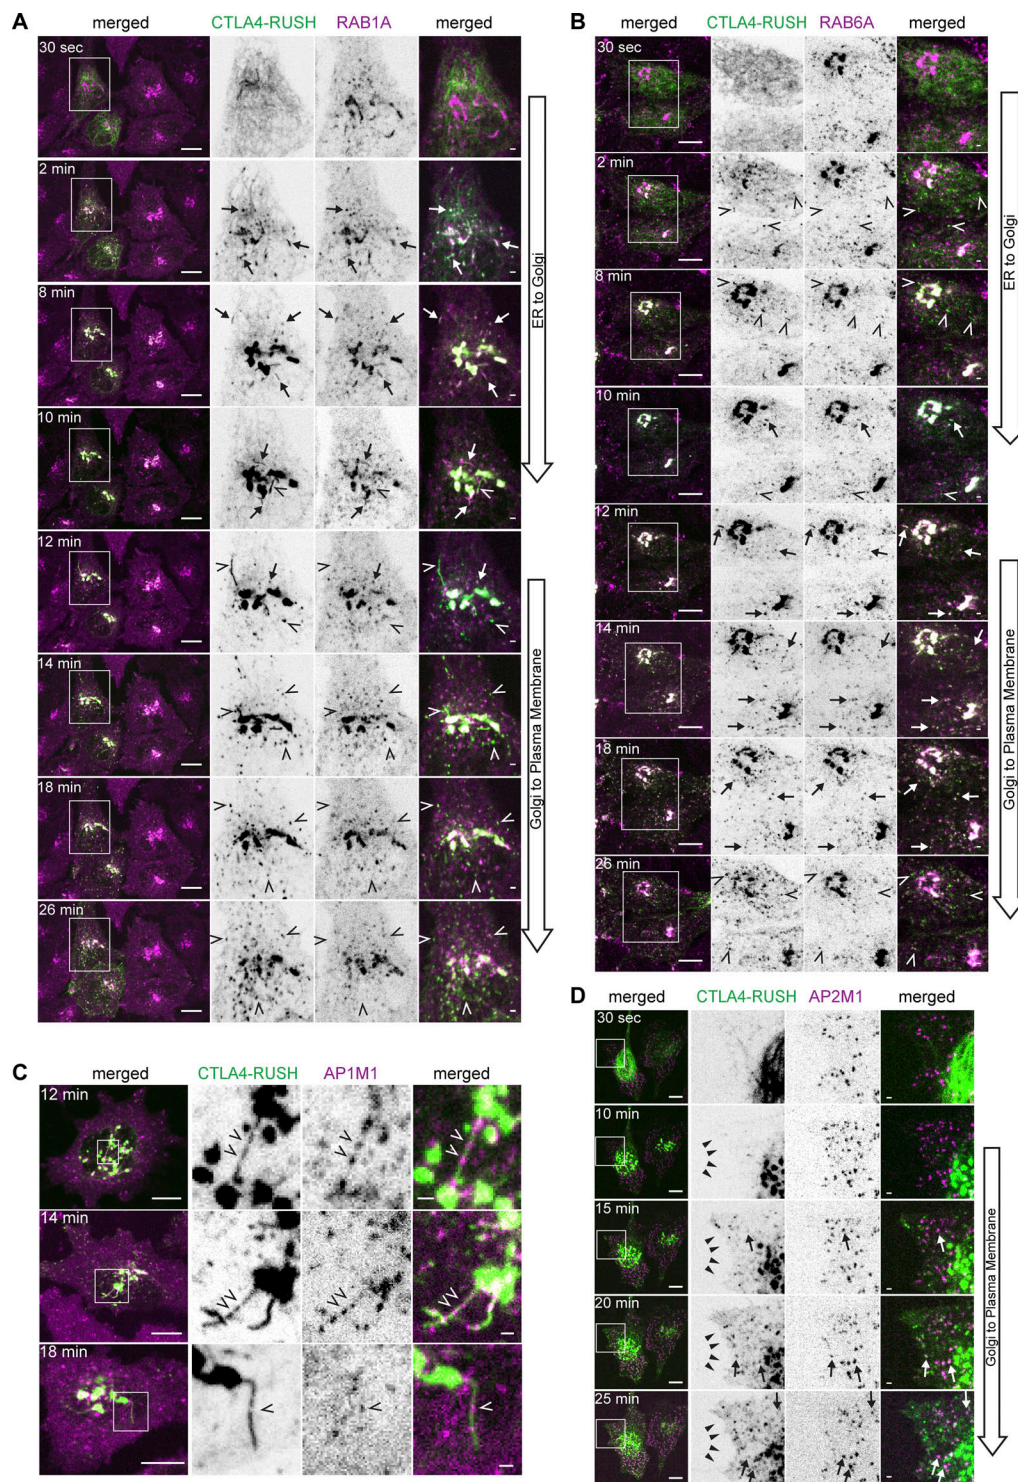 A
merged CTLA4-RUSH RAB1A merged
30 sec
2 min
8 min
10 min
12 min
14 min
18 min
26 min
ER to Golgi
Golgi to Plasma Membrane
B
merged CTLA4-RUSH RAB6A merged
30 sec
2 min
8 min
10 min
12 min
14 min
18 min
26 min
ER to Golgi
Golgi to Plasma Membrane
C
merged CTLA4-RUSH AP1M1 merged
12 min
14 min
18 min
D
merged CTLA4-RUSH AP2M1 merged
30 sec
10 min
15 min
20 min
25 min
Golgi to Plasma Membrane